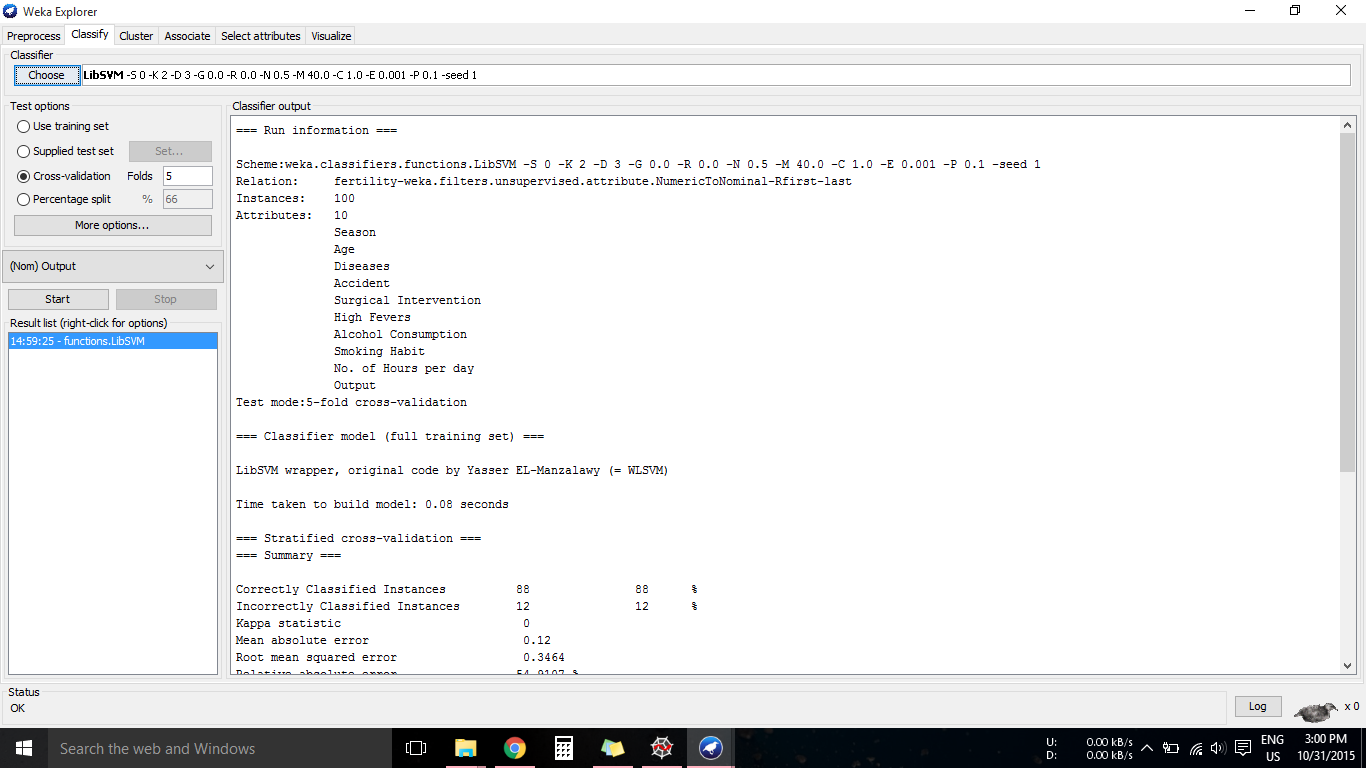 Weka Explorer
Preprocess Classify Cluster Associate Select attributes Visualize
Classifier
Choose LibSVM -S 0 -K 2 -D 3 -G 0.0 -R 0.0 -N 0.5 -M 40.0 -C 1.0 -E 0.001 -P 0.1 -seed 1
Test options
Use training set
Supplied test set Set...
Cross-validation Folds 5
Percentage split % 66
More options...
(Nom) Output
Start Stop
Result list (right-click for options)
14:59:25 - functions.LibSVM
Classifier output
=== Run information ===
Scheme:weka.classifiers.functions.LibSVM -S 0 -K 2 -D 3 -G 0.0 -R 0.0 -N 0.5 -M 40.0 -C 1.0 -E 0.001 -P 0.1 -seed 1
Relation: fertility-weka.filters.unsupervised.attribute.NumericToNominal-Rfirst-last
Instances: 100
Attributes: 10
Season
Age
Diseases
Accident
Surgical Intervention
High Fevers
Alcohol Consumption
Smoking Habit
No. of Hours per day
Output
Test mode:5-fold cross-validation
=== Classifier model (full training set) ===
LibSVM wrapper, original code by Yasser EL-Manzalawy (= WLSVM)
Time taken to build model: 0.08 seconds
=== Stratified cross-validation ===
=== Summary ===
Correctly Classified Instances 88 88 %
Incorrectly Classified Instances 12 12 %
Kappa statistic 0
Mean absolute error 0.12
Root mean squared error 0.3464
Relative absolute error 54.9107 %
Status
OK
Log
x 0
Search the web and Windows
U: 0.00 kB/s
D: 0.00 kB/s
ENG
US
3:00 PM
10/31/2015